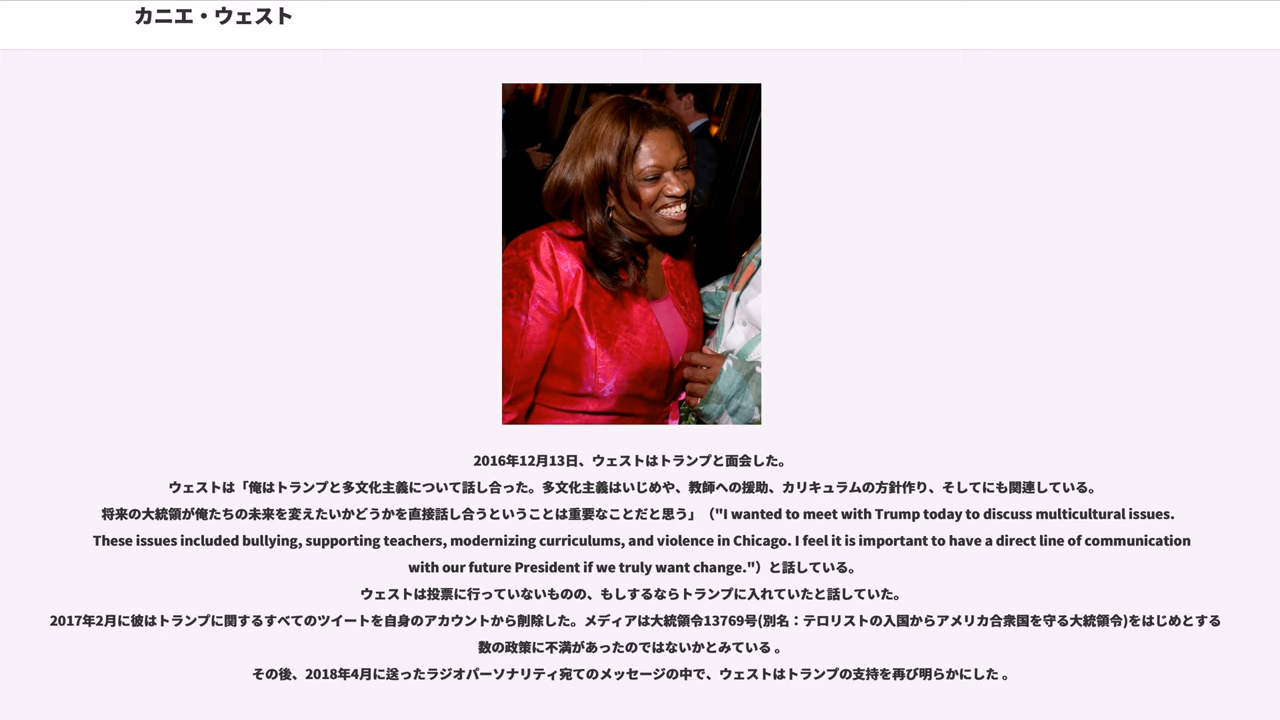 カニエ・ウェスト
2016年12月13日、ウェストはトランプと面会した。
ウェストは「俺はトランプと多文化主義について話し合った。多文化主義はいじめや、教師への援助、カリキュラムの方針作り、そしてにも関連している。
将来の大統領が俺たちの未来を変えたいかどうかを直接話し合うということは重要なことだと思う」（"I wanted to meet with Trump today to discuss multicultural issues.
These issues included bullying, supporting teachers, modernizing curriculums, and violence in Chicago. I feel it is important to have a direct line of communication
with our future President if we truly want change."）と話している。
ウェストは投票に行っていないものの、もしするならトランプに入れていたと話していた。
2017年2月に彼はトランプに関するすべてのツイートを自身のアカウントから削除した。メディアは大統領令13769号(別名：テロリストの入国からアメリカ合衆国を守る大統領令)をはじめとする
数の政策に不満があったのではないかとみている 。
その後、2018年4月に送ったラジオパーソナリティ宛てのメッセージの中で、ウェストはトランプの支持を再び明らかにした 。